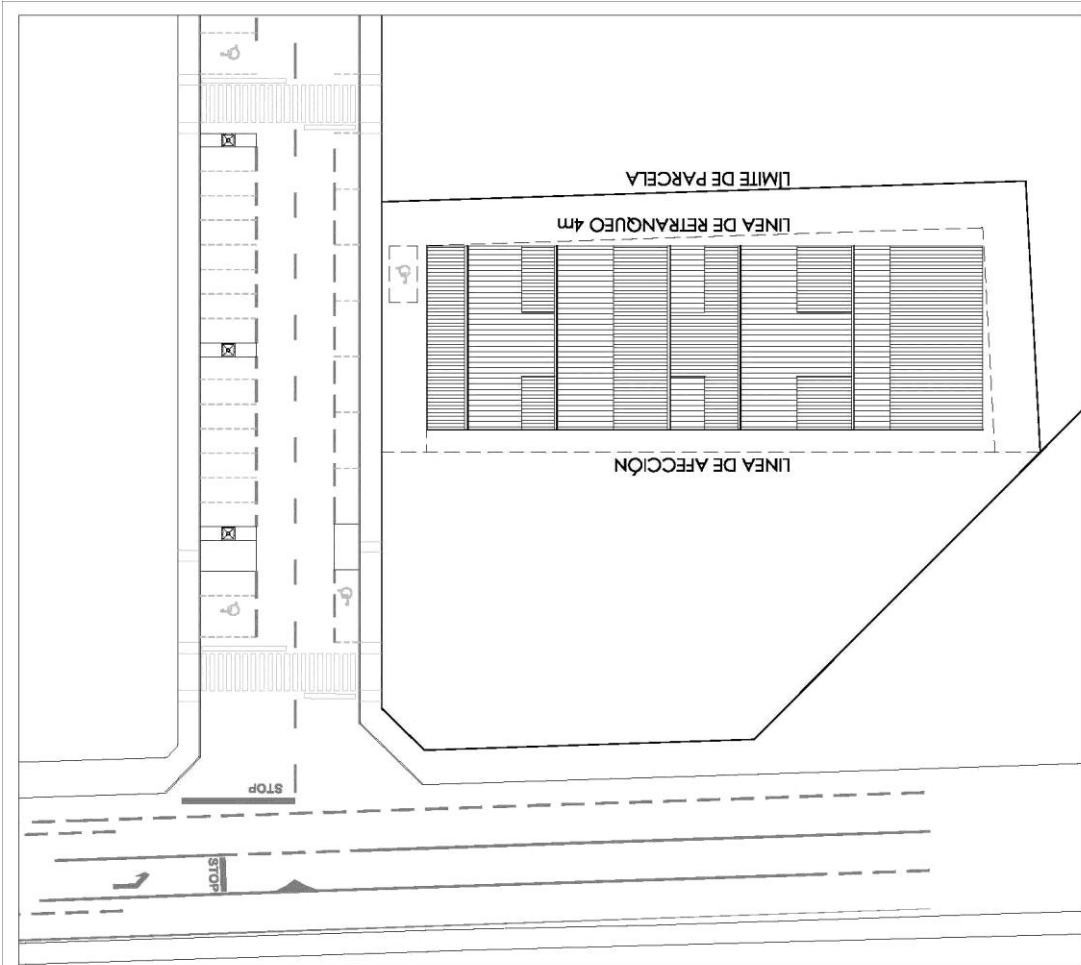 LÍMITE DE PARCELA
LINEA DE RETRANQUEO 4m
LINEA DE AFECCIÓN
STOP
STOP